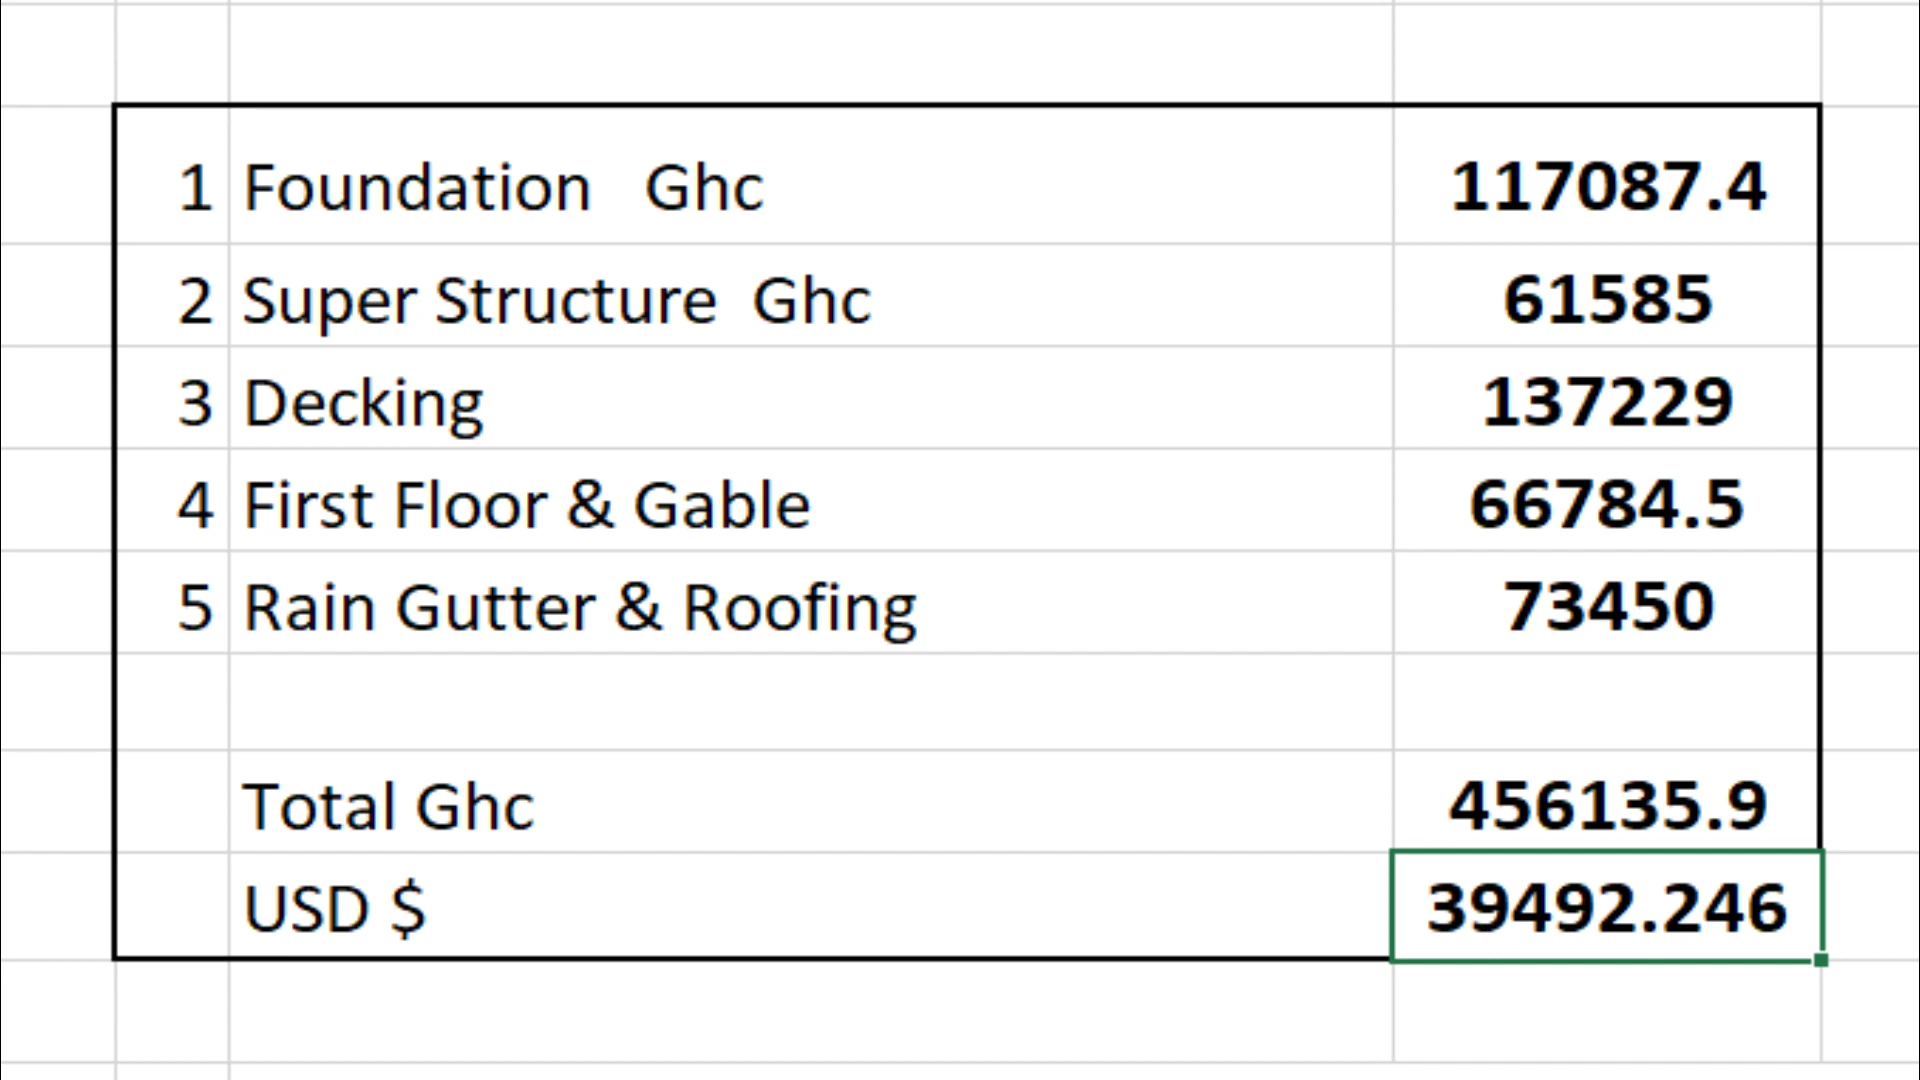 1 Foundation Ghc 117087.4
2 Super Structure Ghc 61585
3 Decking 137229
4 First Floor & Gable 66784.5
5 Rain Gutter & Roofing 73450
Total Ghc 456135.9
USD $ 39492.246